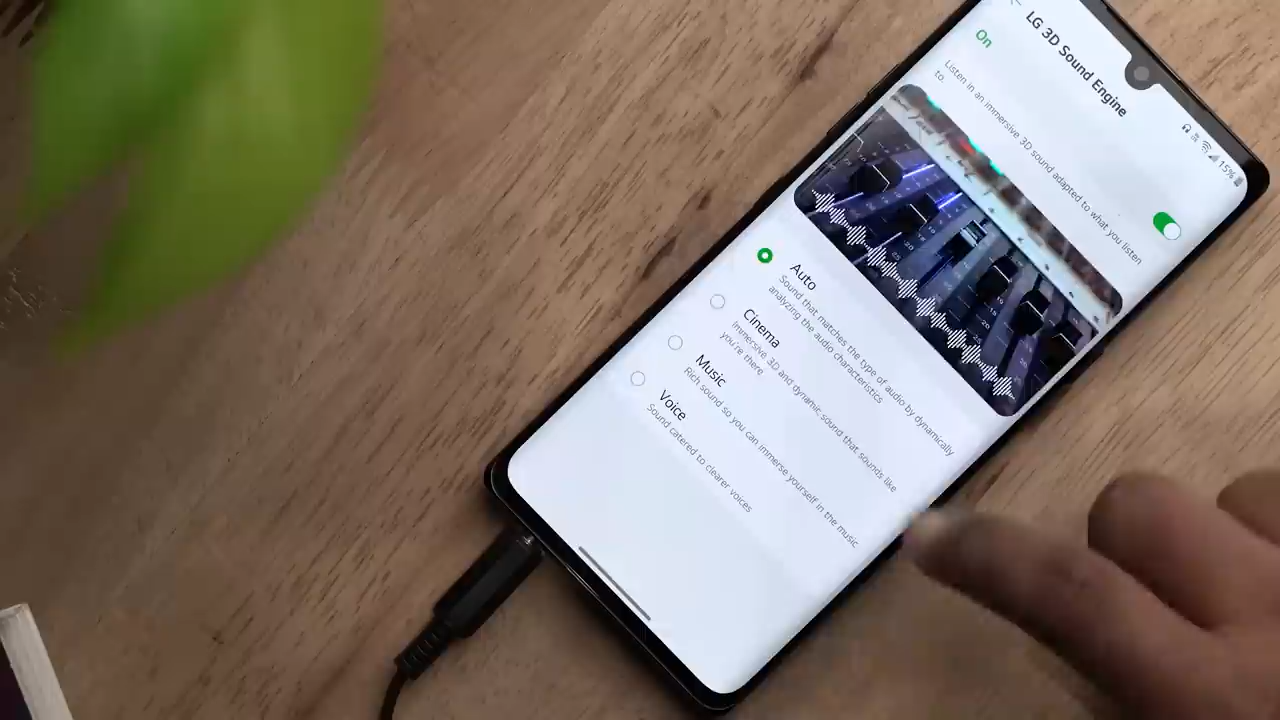 15%
LG 3D Sound Engine
On
Listen in an immersive 3D sound adapted to what you listen
to.
Auto
Sound that matches the type of audio by dynamically
analyzing the audio characteristics
Cinema
Immersive 3D and dynamic sound that sounds like
you're there
Music
Rich sound so you can immerse yourself in the music
Voice
Sound catered to clearer voices